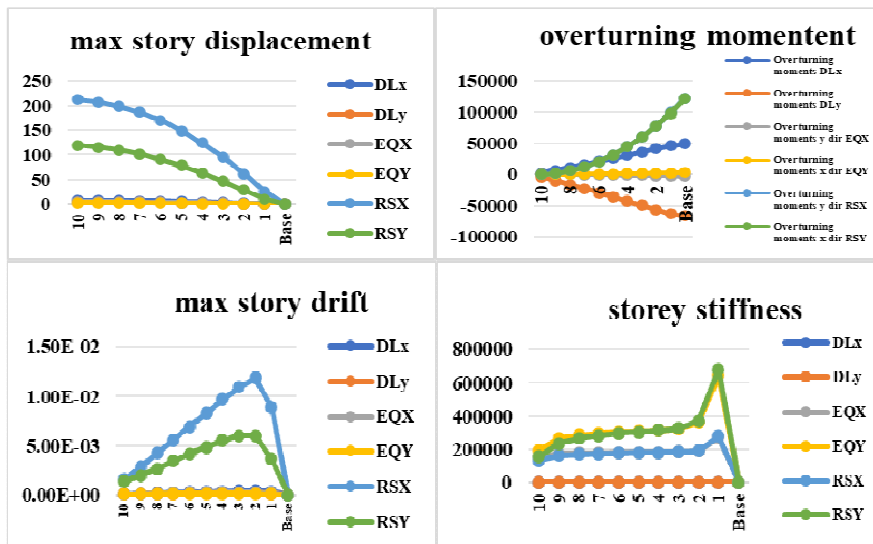 max story displacement
250
200
150
100
50
0
10
9
8
7
6
5
4
3
2
1
Base
DLx
DLy
EQX
EQY
RSX
RSY
overturning momentent
150000
100000
50000
0
-50000
-100000
10
8
6
4
2
Base
Overturning
moments DLx
Overturning
moments DLy
Overturning
moments y dir EQX
Overturning
moments x dir EQY
Overturning
moments y dir RSX
Overturning
moments x dir RSY
max story drift
1.50E 02
1.00E-02
5.00E-03
0.00E+00
10
9
8
7
6
5
4
3
2
1
Base
DLx
DLy
EQX
EQY
RSX
RSY
storey stiffness
800000
600000
400000
200000
0
10
9
8
7
6
5
4
3
2
1
Base
DLx
DLy
EQX
EQY
RSX
RSY